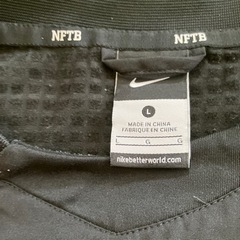 NFTB
NFTB
L
MADE IN CHINA
FABRIQUÉ EN CHINE
L G G
nikebetterworld.com